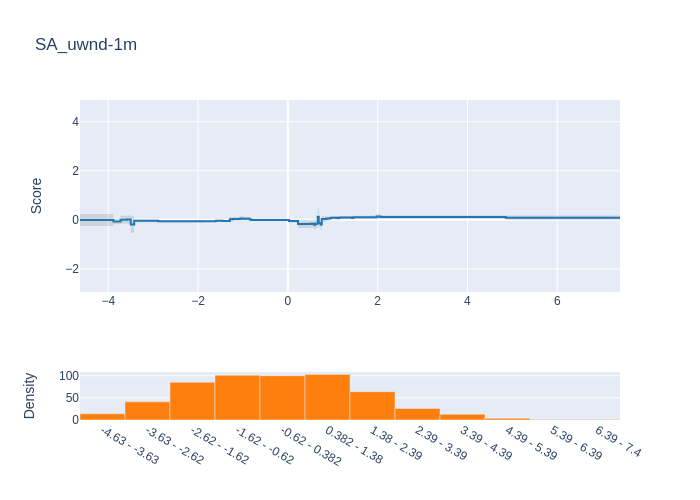 SA_uwnd-1m
4
2
0
−2
Score
−4
−2
0
2
4
6
100
50
0
Density
-4.63 - -3.63
-3.63 - -2.62
-2.62 - -1.62
-1.62 - -0.62
-0.62 - 0.382
0.382 - 1.38
1.38 - 2.39
2.39 - 3.39
3.39 - 4.39
4.39 - 5.39
5.39 - 6.39
6.39 - 7.4